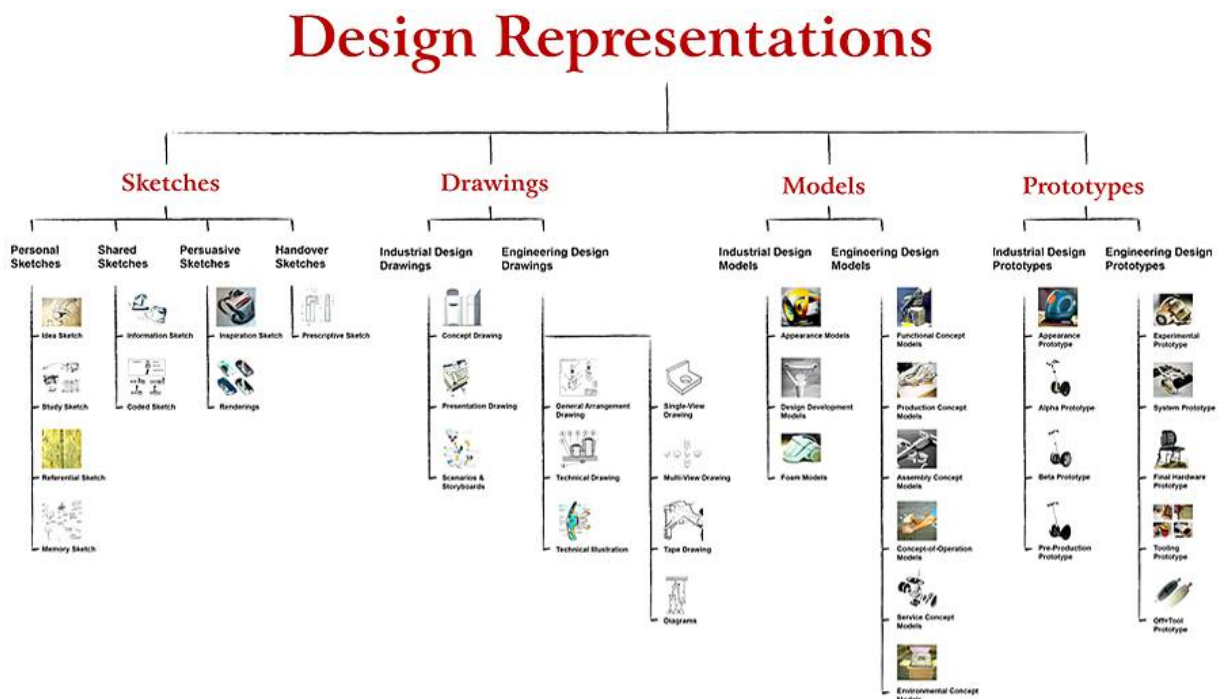 Design Representations
Sketches
Drawings
Models
Prototypes
Personal
Sketches
Shared
Sketches
Persuasive
Sketches
Handover
Sketches
Industrial Design
Drawings
Engineering Design
Drawings
Industrial Design
Models
Engineering Design
Models
Industrial Design
Prototypes
Engineering Design
Prototypes
Idea Sketch
Study Sketch
Referential Sketch
Memory Sketch
Information Sketch
Coded Sketch
Inspiration Sketch
Renderings
Prescriptive Sketch
Concept Drawing
Presentation Drawing
Scenarios &
Storyboards
General Arrangement
Drawing
Technical Drawing
Technical Illustration
Single-View
Drawing
Multi-View Drawing
Tape Drawing
Diagrams
Appearance Models
Design Development
Models
Foam Models
Functional Concept
Models
Production Concept
Models
Assembly Concept
Models
Concept-of-Operation
Models
Service Concept
Models
Environmental Concept
Models
Appearance
Prototype
Alpha Prototype
Beta Prototype
Pre-Production
Prototype
Experimental
Prototype
System Prototype
Final Hardware
Prototype
Tooling
Prototype
Off-Tool
Prototype